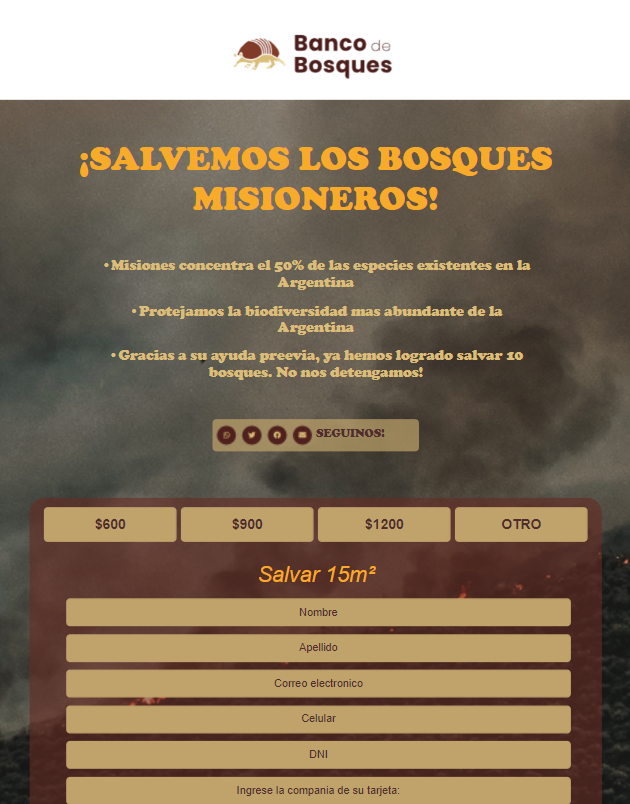 Banco de
Bosques
¡SALVEMOS LOS BOSQUES
MISIONEROS!
• Misiones concentra el 50% de las especies existentes en la
Argentina
• Protejamos la biodiversidad mas abundante de la
Argentina
• Gracias a su ayuda preevia, ya hemos logrado salvar 10
bosques. No nos detengamos!
SEGUINOS!
$600 $900 $1200 OTRO
Salvar 15m²
Nombre
Apellido
Correo electronico
Celular
DNI
Ingrese la compania de su tarjeta: